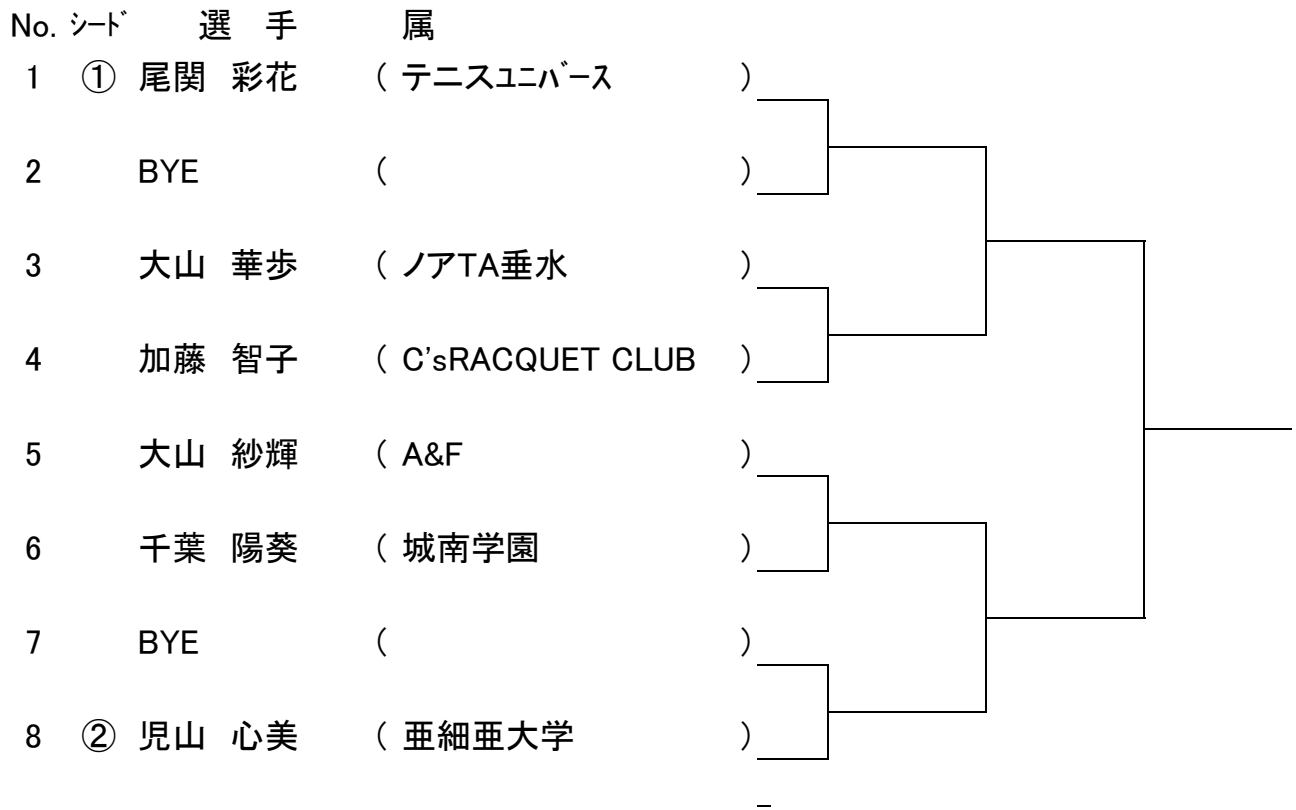 No. ｼｰﾄﾞ 選 手 属
1 ① 尾関 彩花 ( テニスﾕﾆﾊﾞｰｽ )
2 BYE ( )
3 大山 華歩 ( ノアTA垂水 )
4 加藤 智子 ( C'sRACQUET CLUB )
5 大山 紗輝 ( A&F )
6 千葉 陽葵 ( 城南学園 )
7 BYE ( )
8 ② 児山 心美 ( 亜細亜大学 )